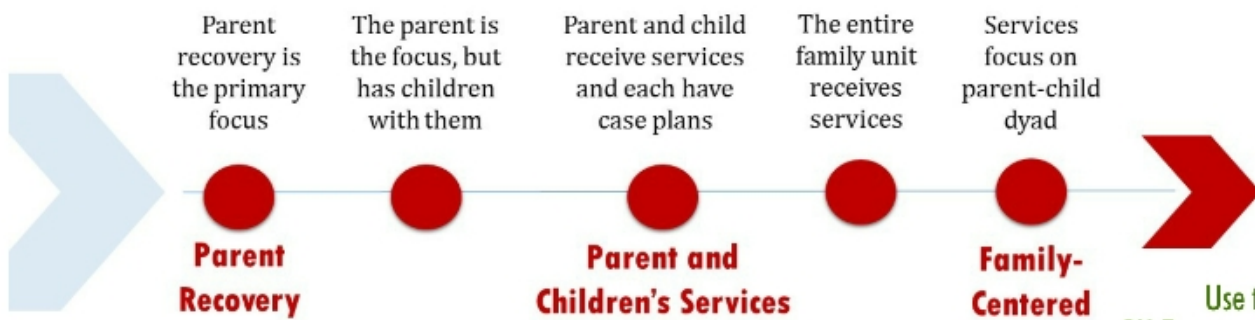 Parent
recovery is
the primary
focus
The parent is
the focus, but
has children
with them
Parent and child
receive services
and each have
case plans
The entire
family unit
receives
services
Services
focus on
parent-child
dyad
Parent
Recovery
Parent and
Children's Services
Family-
Centered
Use